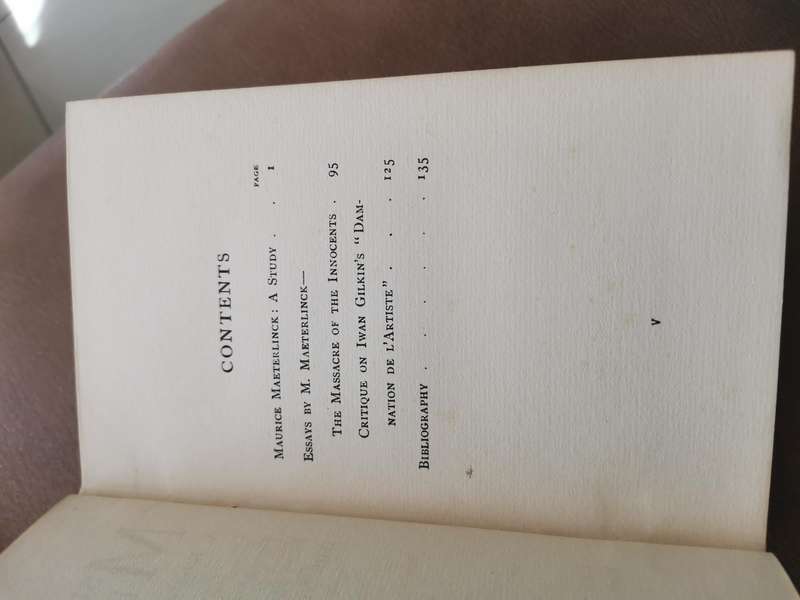 CONTENTS
PAGE
MAURICE MAETERLINCK: A STUDY . . 1
ESSAYS BY M. MAETERLINCK—
THE MASSACRE OF THE INNOCENTS . 95
CRITIQUE ON IWAN GILKIN'S "DAM-
NATION DE L'ARTISTE" . . . . 125
BIBLIOGRAPHY . . . . . . . 135
v